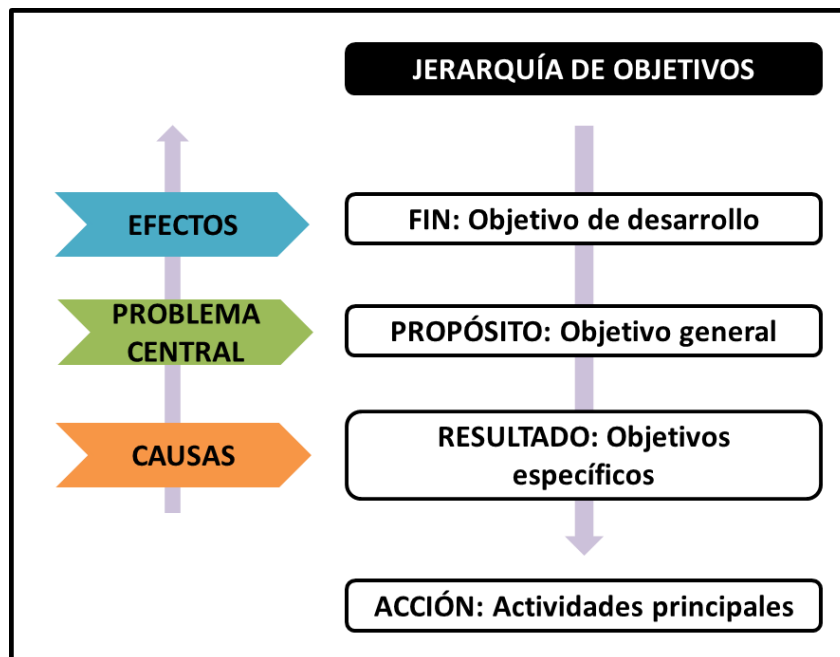 JERARQUÍA DE OBJETIVOS
EFECTOS
FIN: Objetivo de desarrollo
PROBLEMA
CENTRAL
PROPÓSITO: Objetivo general
CAUSAS
RESULTADO: Objetivos
específicos
ACCIÓN: Actividades principales